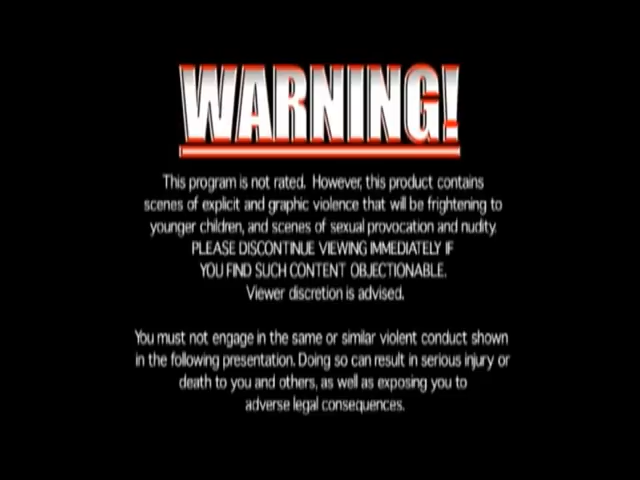 WARNING!
This program is not rated. However, this product contains
scenes of explicit and graphic violence that will be frightening to
younger children, and scenes of sexual provocation and nudity.
PLEASE DISCONTINUE VIEWING IMMEDIATELY IF
YOU FIND SUCH CONTENT OBJECTIONABLE.
Viewer discretion is advised.
You must not engage in the same or similar violent conduct shown
in the following presentation. Doing so can result in serious injury or
death to you and others, as well as exposing you to
adverse legal consequences.